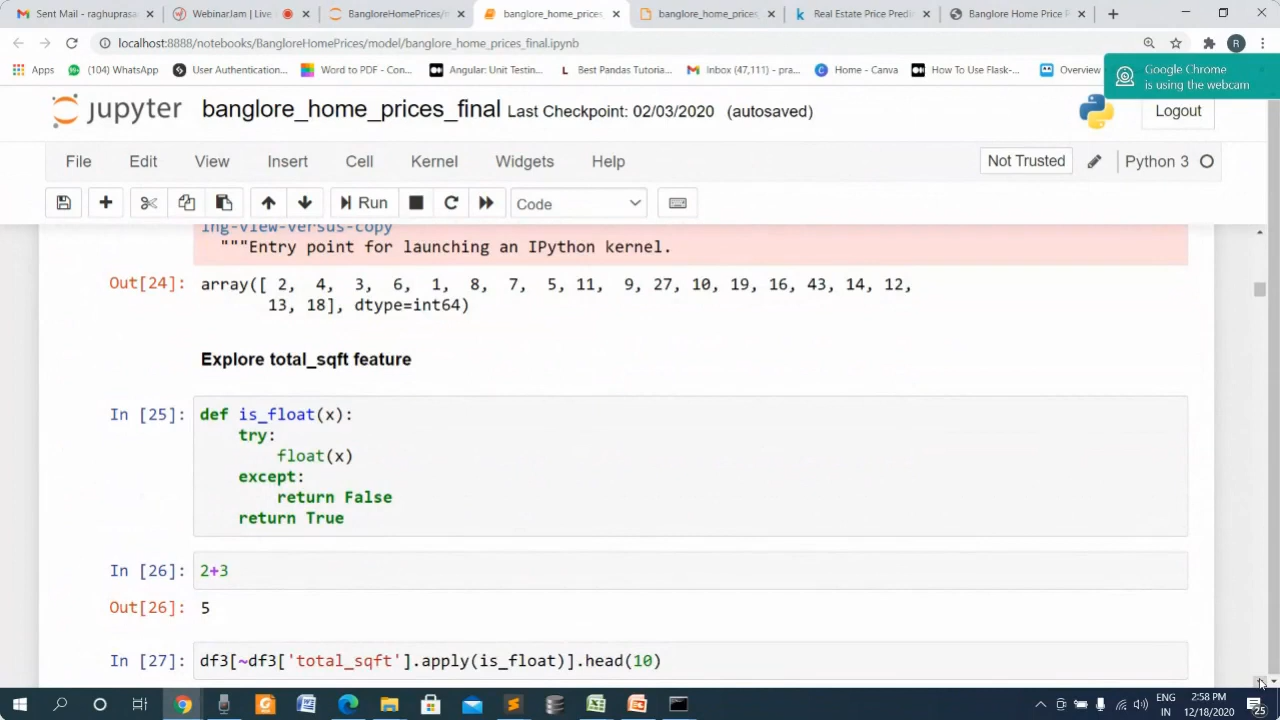 Sent Mail - raghuprasa
WebinarJam | Live
BangloreHomePrices/m
banglore_home_prices_
banglore_home_prices_
Real Estate Price Predi
Banglore Home Price P
localhost:8888/notebooks/BangloreHomePrices/model/banglore_home_prices_final.ipynb
R
Apps
(104) WhatsApp
User Authentication...
Word to PDF - Con...
Angular: Unit Testin...
Best Pandas Tutoria...
Inbox (47,111) - pra...
Home - Canva
How To Use Flask-...
Overview
Google Chrome
is using the webcam
jupyter banglore_home_prices_final Last Checkpoint: 02/03/2020 (autosaved)
Logout
File Edit View Insert Cell Kernel Widgets Help
Not Trusted
Python 3
Run
Code
ing-view-versus-copy
"""Entry point for launching an IPython kernel.
Out[24]: array([ 2, 4, 3, 6, 1, 8, 7, 5, 11, 9, 27, 10, 19, 16, 43, 14, 12,
13, 18], dtype=int64)
Explore total_sqft feature
In [25]: def is_float(x):
try:
float(x)
except:
return False
return True
In [26]: 2+3
Out[26]: 5
In [27]: df3[~df3['total_sqft'].apply(is_float)].head(10)
ENG
IN
2:58 PM
12/18/2020
25